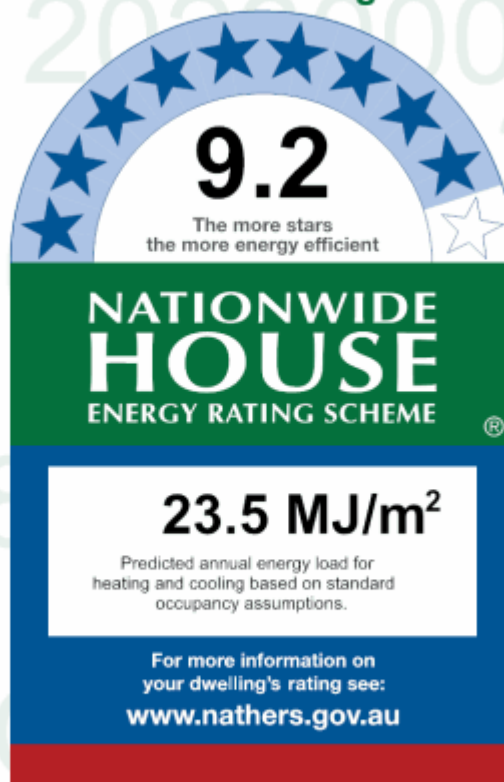 9.2
The more stars
the more energy efficient
NATIONWIDE
HOUSE
ENERGY RATING SCHEME
®
23.5 MJ/m²
Predicted annual energy load for
heating and cooling based on standard
occupancy assumptions.
For more information on
your dwelling's rating see:
www.nathers.gov.au